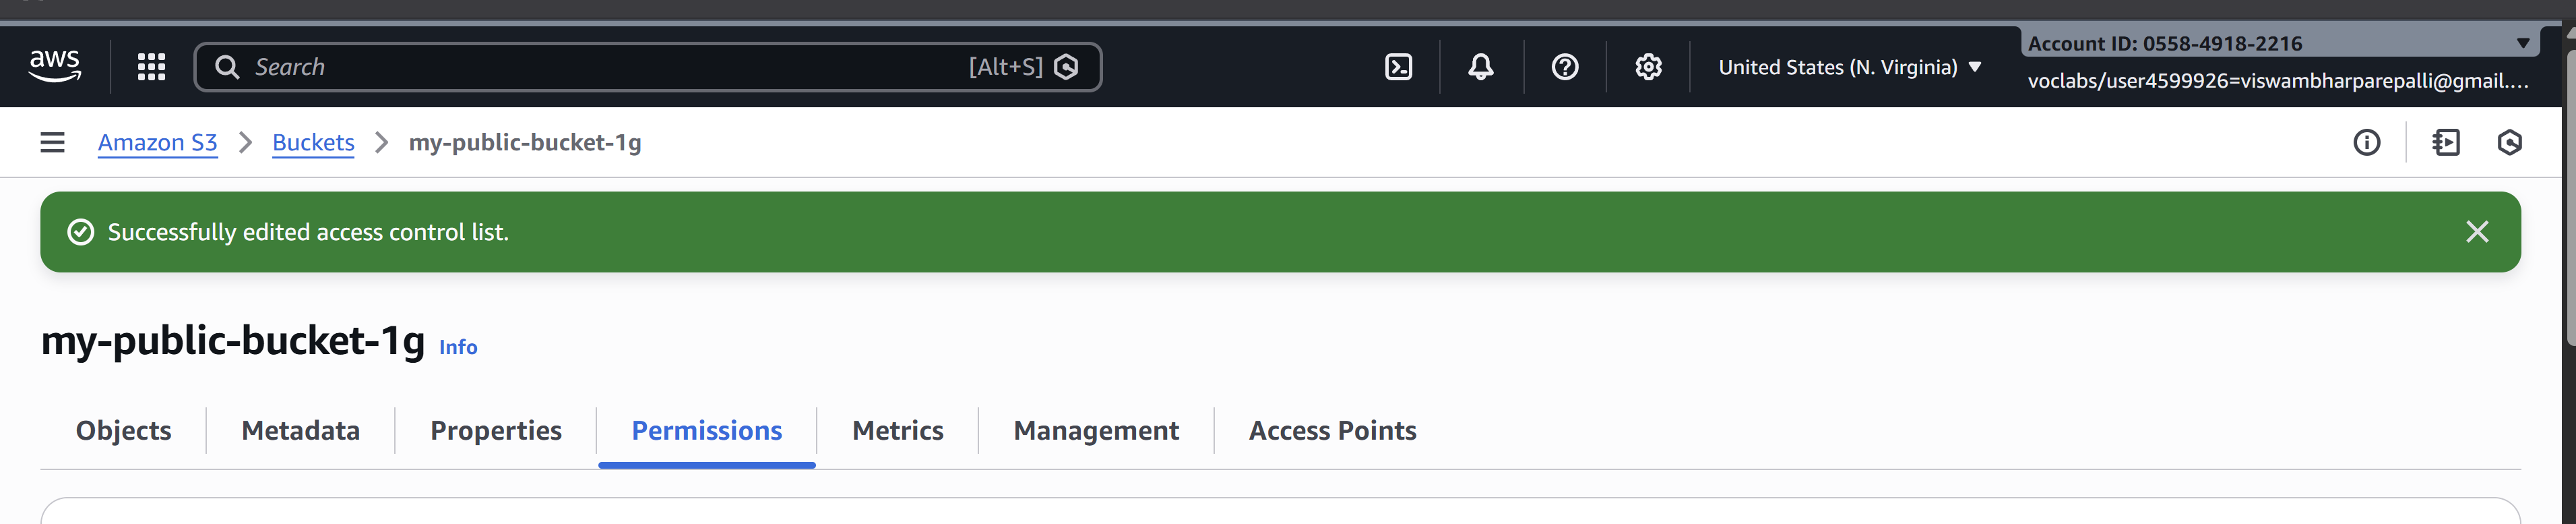 aws
Search [Alt+S]
United States (N. Virginia)
Account ID: 0558-4918-2216
voclabs/user4599926=viswambharparepalli@gmail....
Amazon S3 Buckets my-public-bucket-1g
Successfully edited access control list.
my-public-bucket-1g Info
Objects Metadata Properties Permissions Metrics Management Access Points